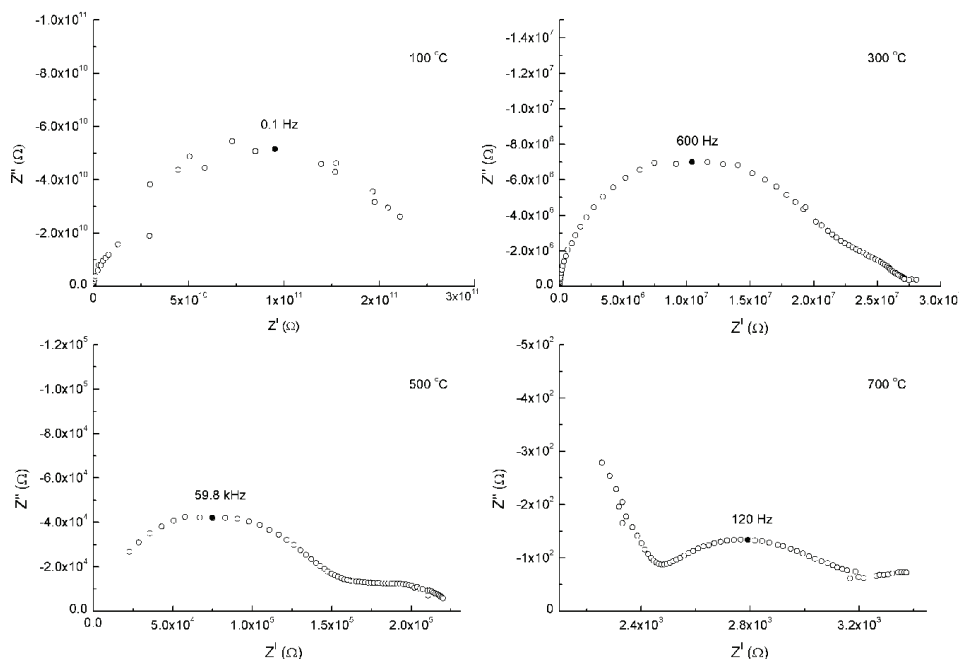 -1.0x10¹¹
100 °C
-8.0x10¹⁰
-6.0x10¹⁰
0.1 Hz
-4.0x10¹⁰
-2.0x10¹⁰
0.0
0
1x10¹¹ 2x10¹¹ 3x10¹¹
Z'' (Ω)
Z' (Ω)
-1.4x10⁷
300 °C
-1.2x10⁷
-1.0x10⁷
-8.0x10⁶
600 Hz
-6.0x10⁶
-4.0x10⁶
-2.0x10⁶
0.0
0.0 5.0x10⁶ 1.0x10⁷ 1.5x10⁷ 2.0x10⁷ 2.5x10⁷ 3.0x10
Z'' (Ω)
Z' (Ω)
-1.2x10⁵
500 °C
-1.0x10⁵
-8.0x10⁴
-6.0x10⁴
59.8 kHz
-4.0x10⁴
-2.0x10⁴
0.0
0.0 5.0x10⁴ 1.0x10⁵ 1.5x10⁵ 2.0x10⁵
Z'' (Ω)
Z' (Ω)
-5x10²
700 °C
-4x10²
-3x10²
-2x10²
120 Hz
-1x10²
0
2.4x10³ 2.8x10³ 3.2x10³
Z'' (Ω)
Z' (Ω)